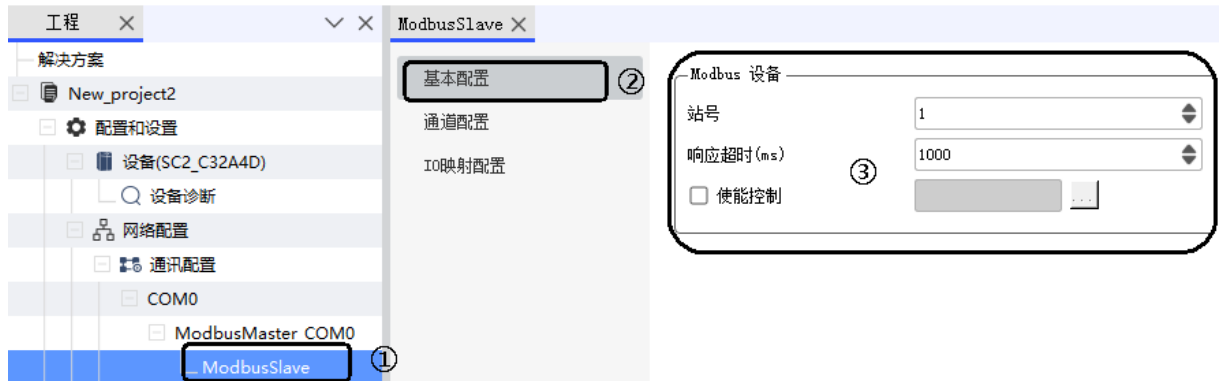 工程
ModbusSlave
解决方案
New_project2
配置和设置
设备(SC2_C32A4D)
设备诊断
网络配置
通讯配置
COM0
ModbusMaster_COM0
ModbusSlave
①
基本配置
②
通道配置
IO映射配置
Modbus 设备
站号
1
响应超时(ms)
1000
③
使能控制
...